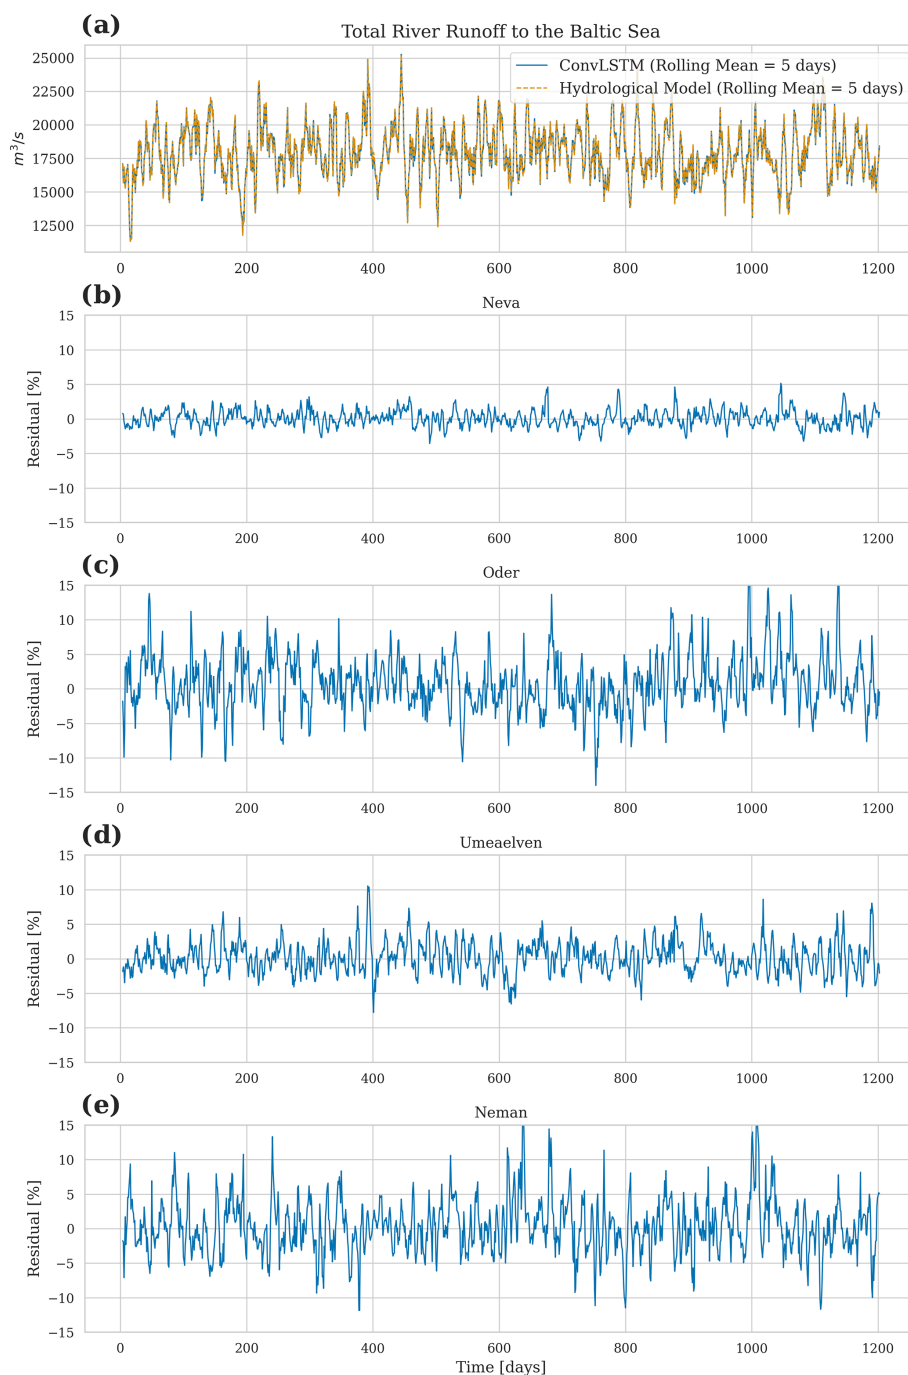 (a)
Total River Runoff to the Baltic Sea
ConvLSTM (Rolling Mean = 5 days)
Hydrological Model (Rolling Mean = 5 days)
m³/s
25000
22500
20000
17500
15000
12500
0 200 400 600 800 1000 1200
(b)
Neva
Residual [%]
15
10
5
0
−5
−10
−15
0 200 400 600 800 1000 1200
(c)
Oder
Residual [%]
15
10
5
0
−5
−10
−15
0 200 400 600 800 1000 1200
(d)
Umeaelven
Residual [%]
15
10
5
0
−5
−10
−15
0 200 400 600 800 1000 1200
(e)
Neman
Residual [%]
15
10
5
0
−5
−10
−15
0 200 400 600 800 1000 1200
Time [days]